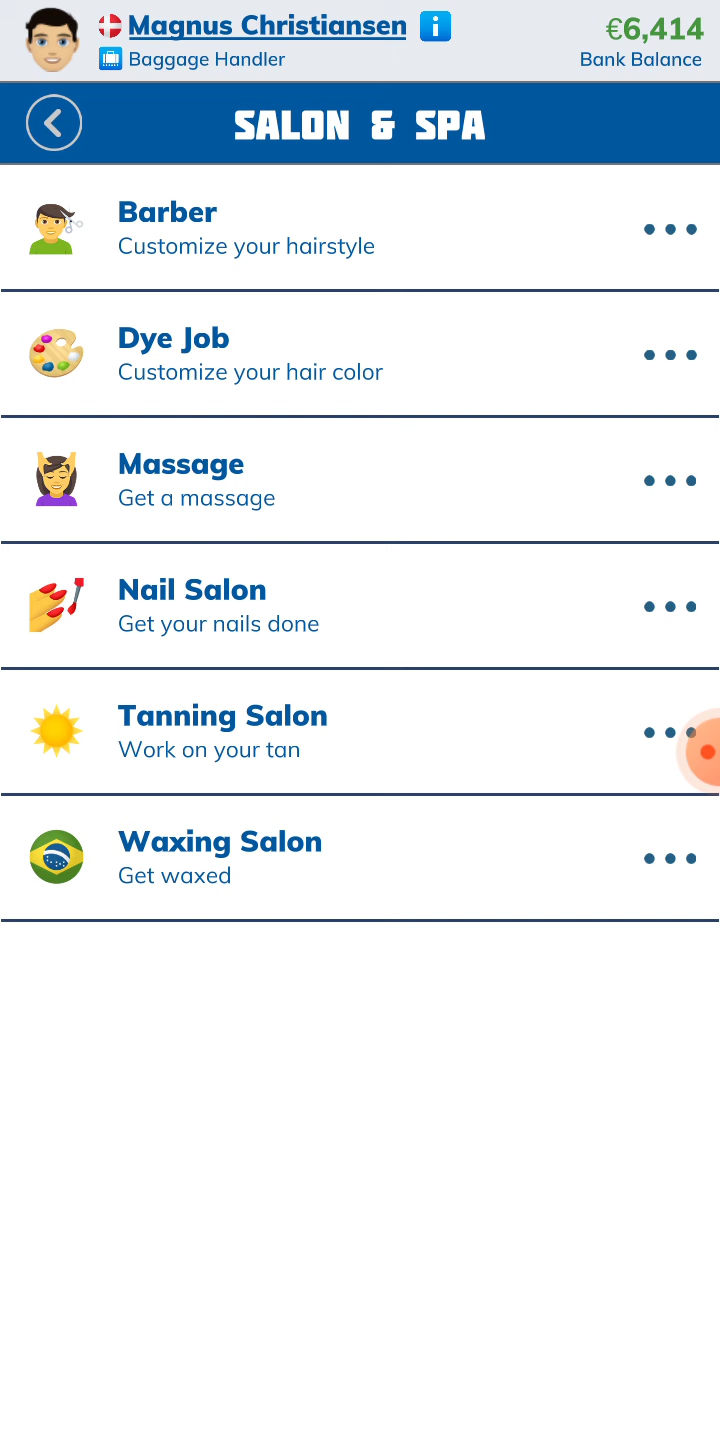 Magnus Christiansen
Baggage Handler
€6,414
Bank Balance
SALON & SPA
Barber
Customize your hairstyle
Dye Job
Customize your hair color
Massage
Get a massage
Nail Salon
Get your nails done
Tanning Salon
Work on your tan
Waxing Salon
Get waxed